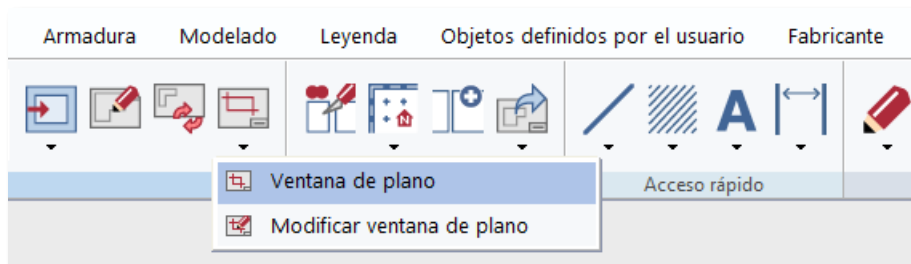 Armadura Modelado Leyenda Objetos definidos por el usuario Fabricante
N
A
Ventana de plano
Acceso rápido
Modificar ventana de plano